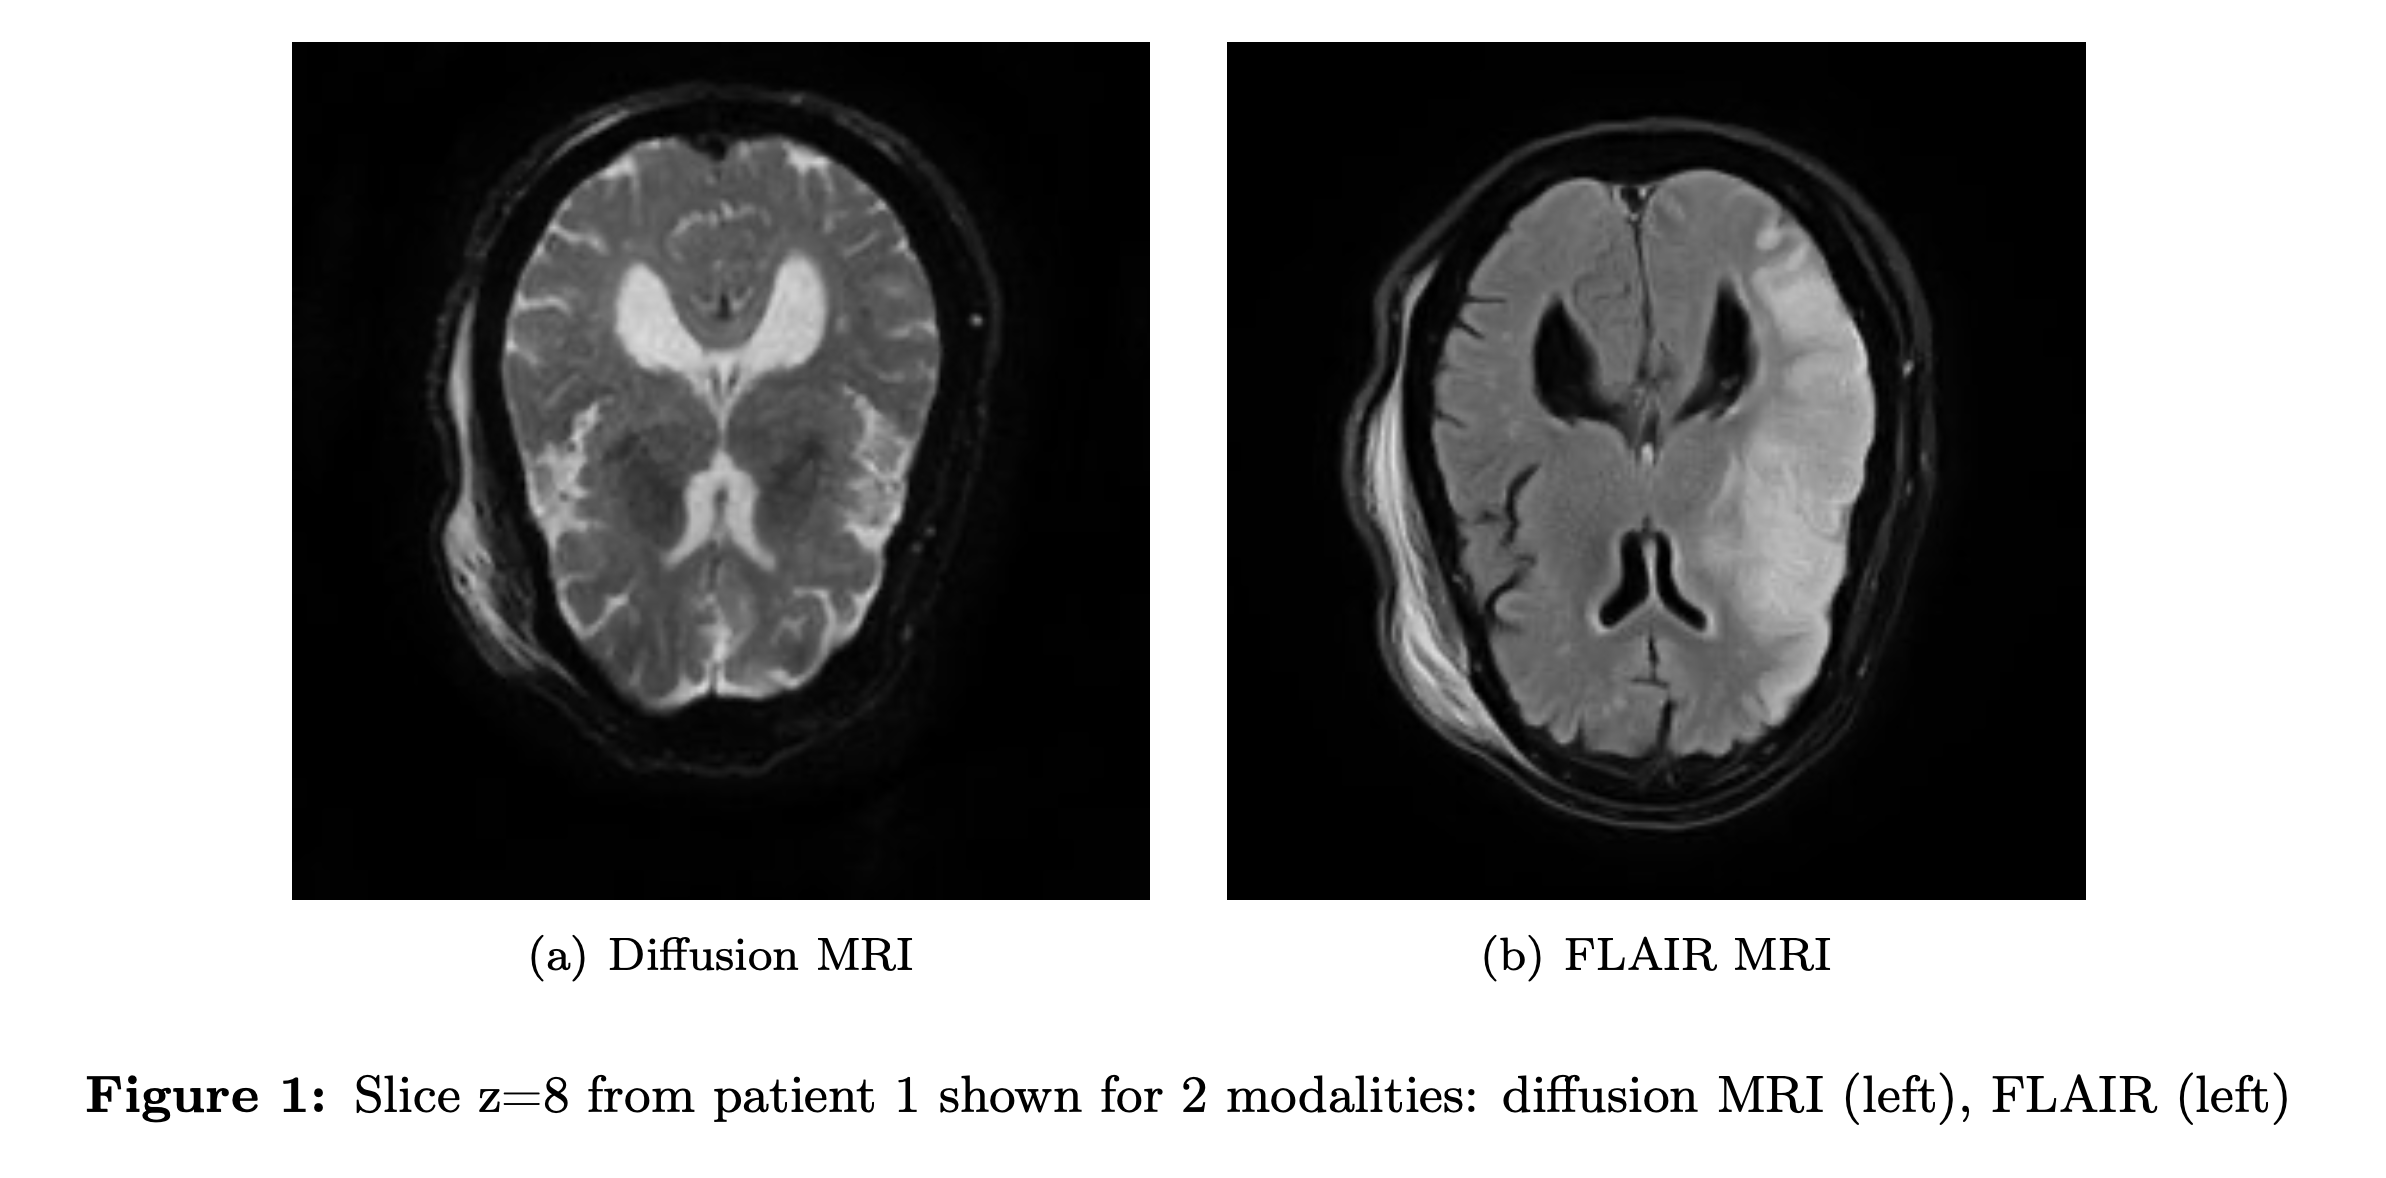 (a) Diffusion MRI
(b) FLAIR MRI
Figure 1: Slice z=8 from patient 1 shown for 2 modalities: diffusion MRI (left), FLAIR (left)